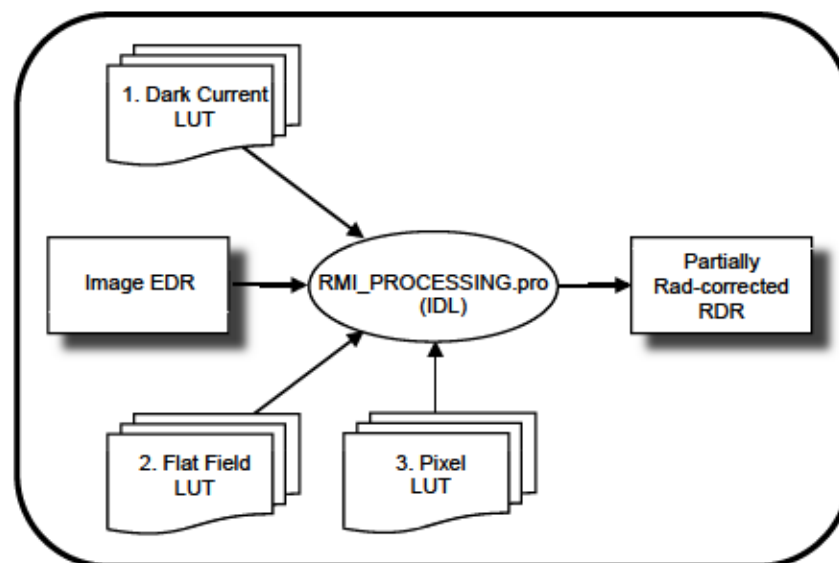 1. Dark Current
LUT
Image EDR
RMI_PROCESSING.pro
(IDL)
Partially
Rad-corrected
RDR
2. Flat Field
LUT
3. Pixel
LUT